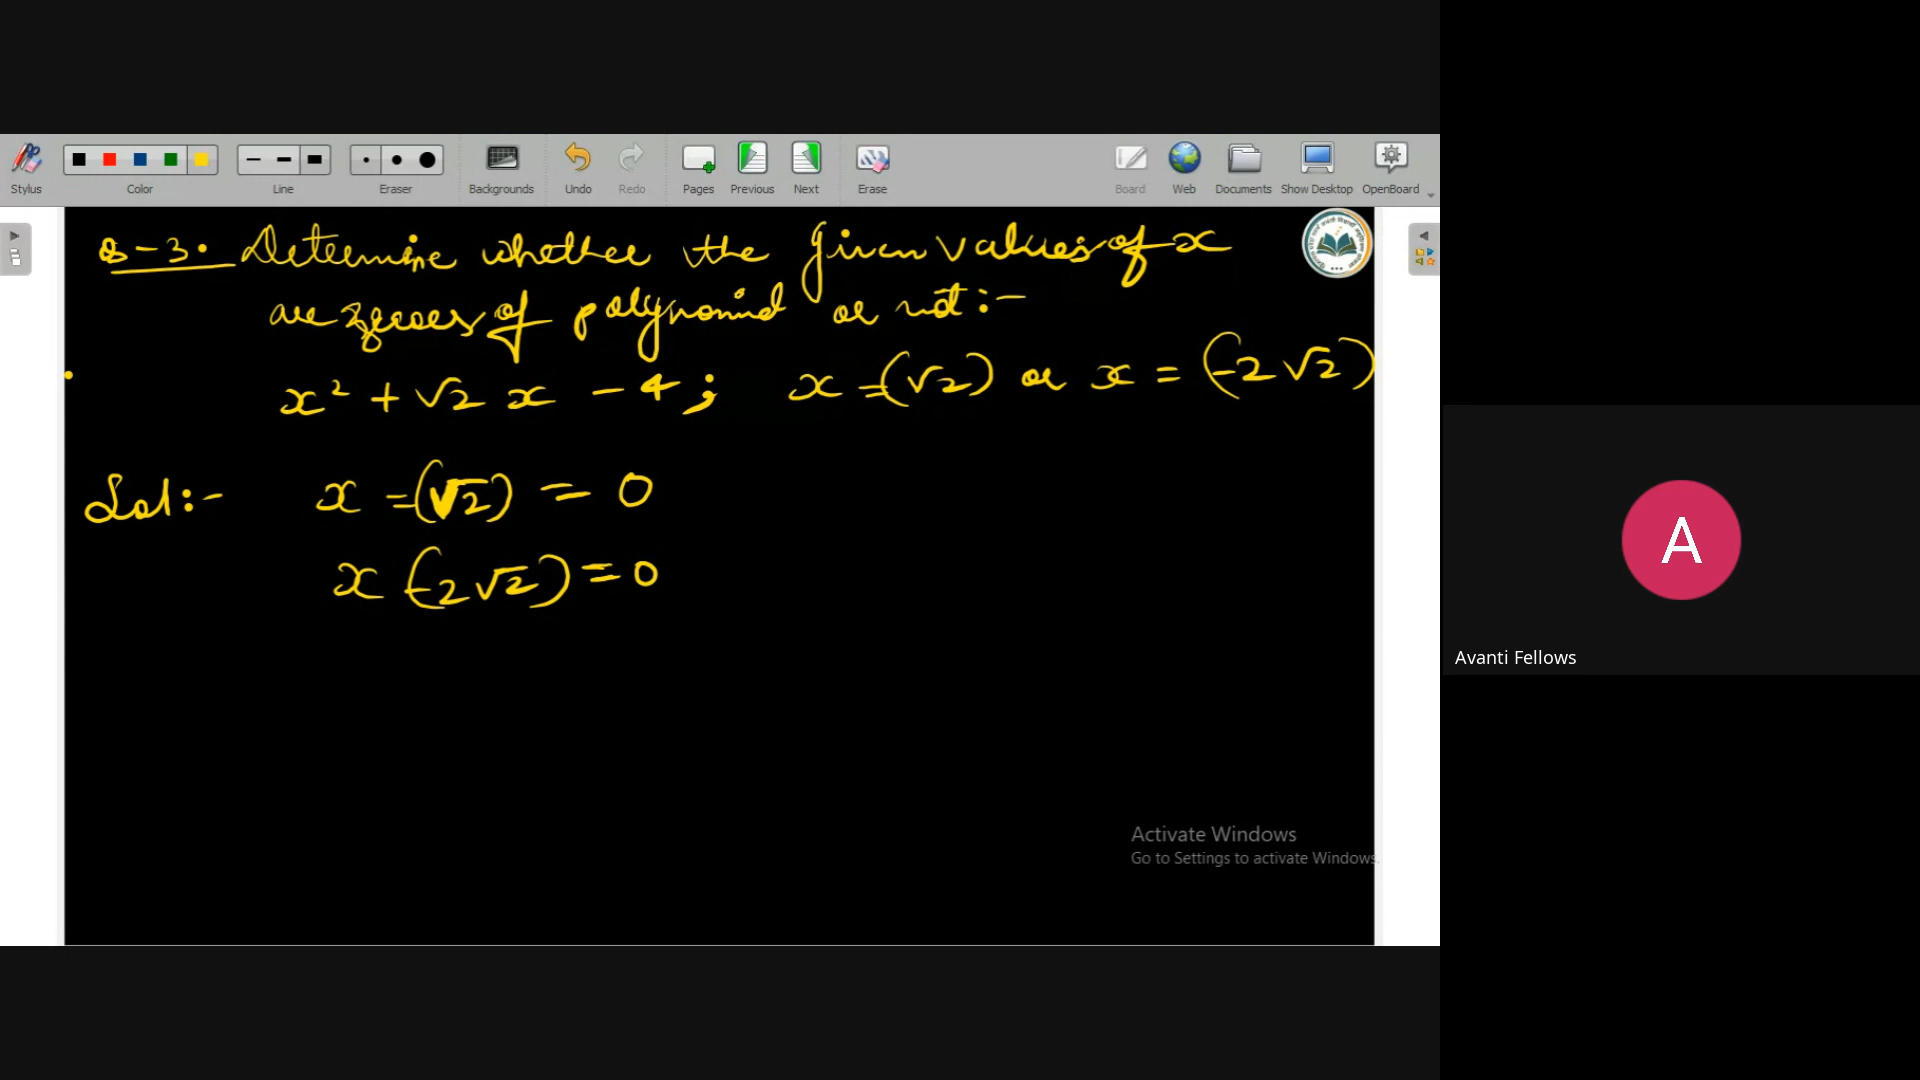 Stylus Color Line Eraser Backgrounds Undo Redo Pages Previous Next Erase Board Web Documents Show Desktop OpenBoard
Q-3. Determine whether the given values of x
are zeroes of polynomial or not:-
x² + √2 x - 4 ; x = (√2) or x = (-2√2)
Sol:- x = (√2) = 0
x (-2√2) = 0
Activate Windows
Go to Settings to activate Windows.
A
Avanti Fellows